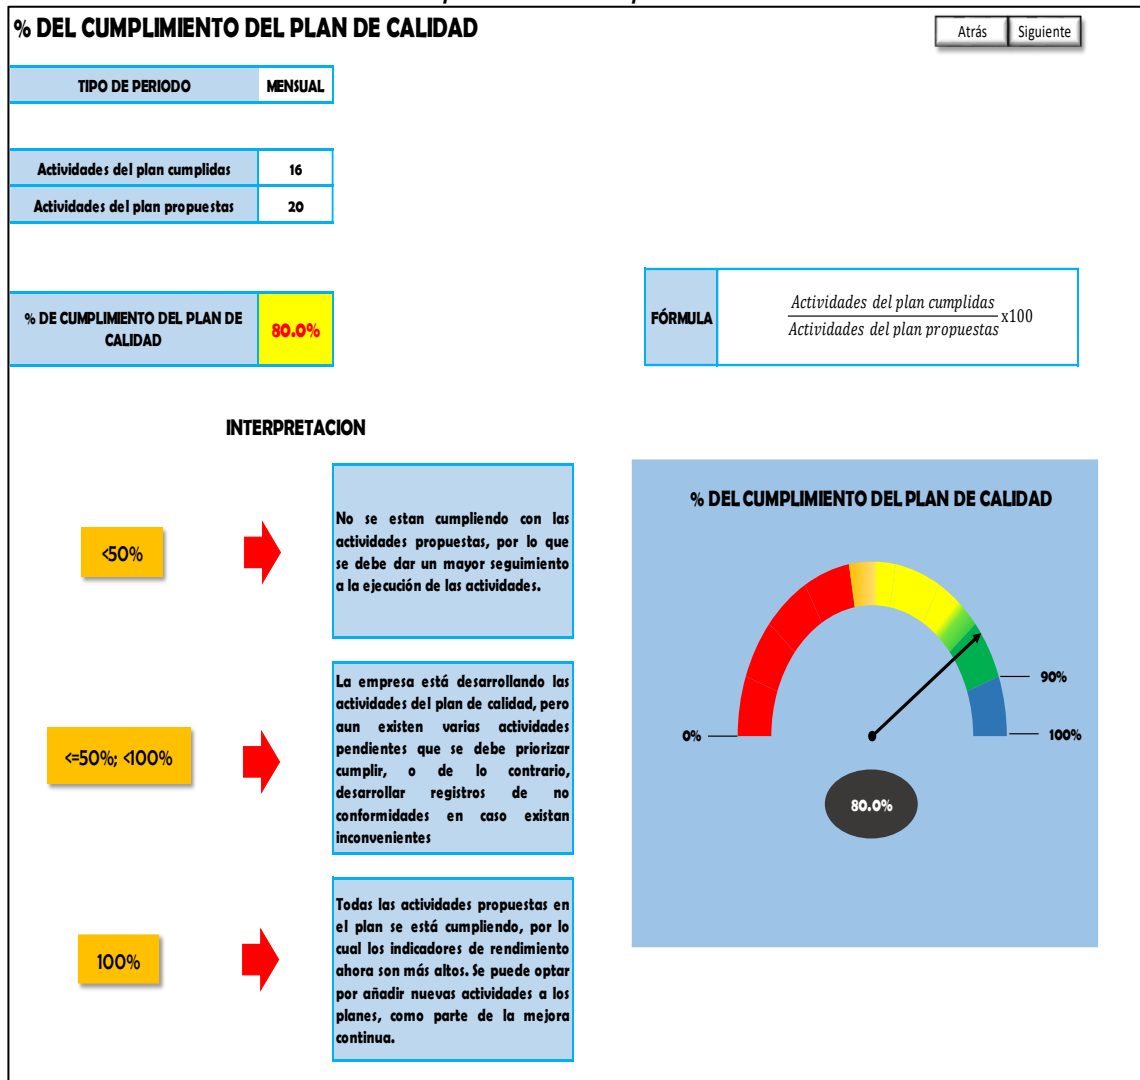 % DEL CUMPLIMIENTO DEL PLAN DE CALIDAD
Atrás
Siguiente
TIPO DE PERIODO
MENSUAL
Actividades del plan cumplidas
16
Actividades del plan propuestas
20
% DE CUMPLIMIENTO DEL PLAN DE
CALIDAD
80.0%
FÓRMULA
Actividades del plan cumplidas
Actividades del plan propuestas
x100
INTERPRETACION
<50%
No se estan cumpliendo con las
actividades propuestas, por lo que
se debe dar un mayor seguimiento
a la ejecución de las actividades.
<=50%; <100%
La empresa está desarrollando las
actividades del plan de calidad, pero
aun existen varias actividades
pendientes que se debe priorizar
cumplir, o de lo contrario,
desarrollar registros de no
conformidades en caso existan
inconvenientes
100%
Todas las actividades propuestas en
el plan se está cumpliendo, por lo
cual los indicadores de rendimiento
ahora son más altos. Se puede optar
por añadir nuevas actividades a los
planes, como parte de la mejora
continua.
% DEL CUMPLIMIENTO DEL PLAN DE CALIDAD
90%
0%
100%
80.0%